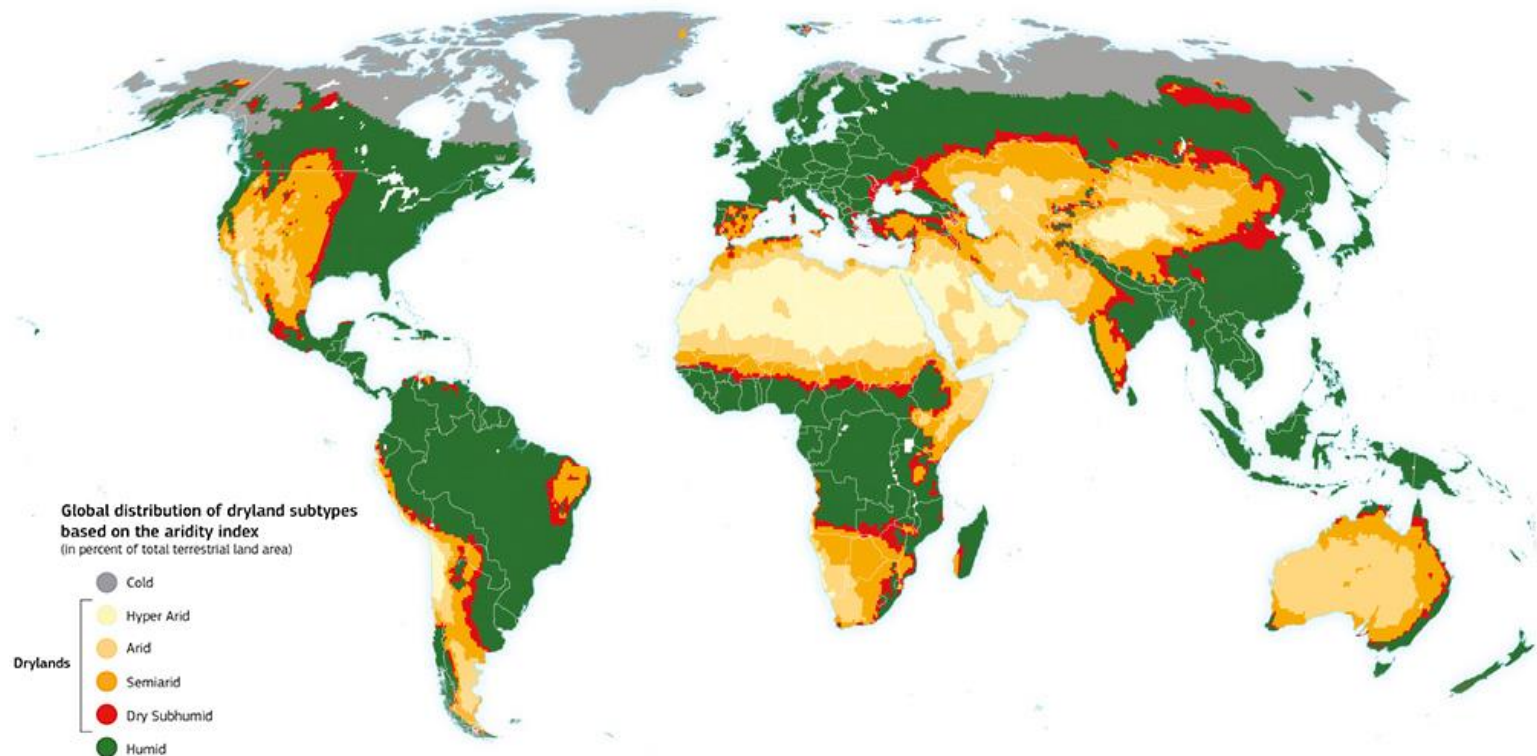 Global distribution of dryland subtypes
based on the aridity index
(in percent of total terrestrial land area)
Cold
Hyper Arid
Arid
Drylands
Semiarid
Dry Subhumid
Humid